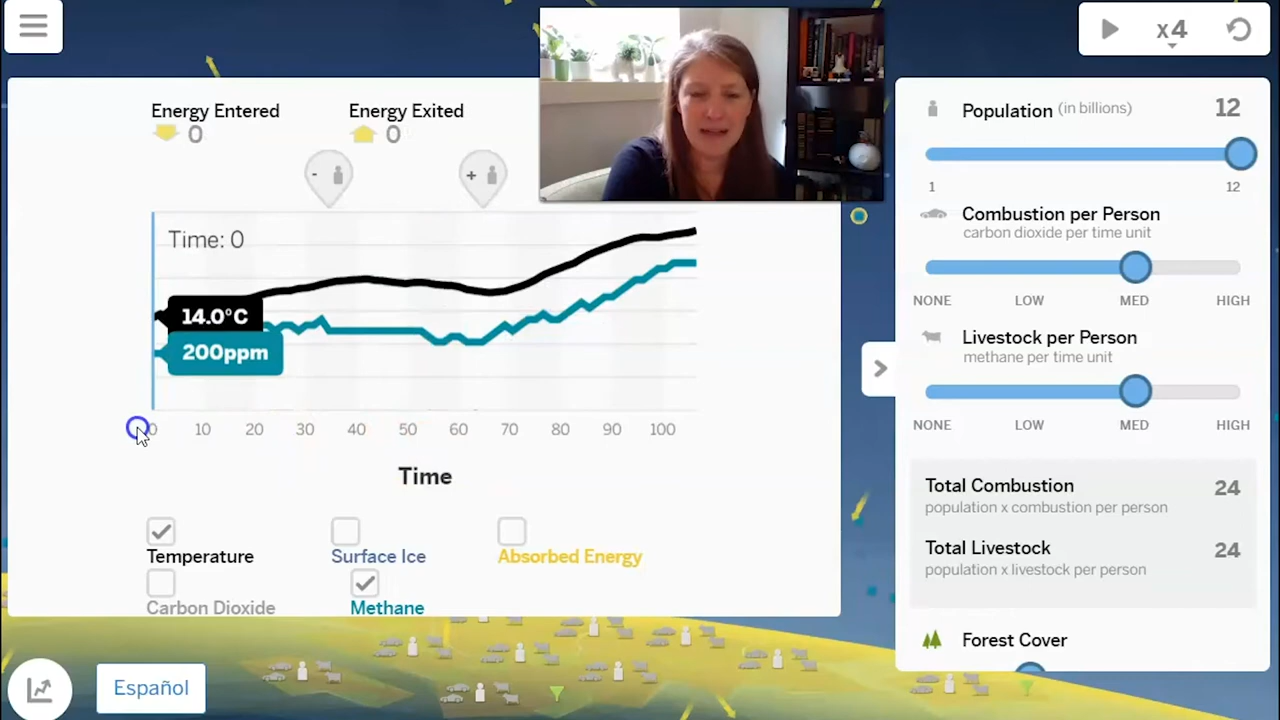 x4
Energy Entered
0
Energy Exited
0
-
+
Time: 0
14.0°C
200ppm
0 10 20 30 40 50 60 70 80 90 100
Time
Temperature
Surface Ice
Absorbed Energy
Carbon Dioxide
Methane
Español
Population (in billions) 12
1 12
Combustion per Person
carbon dioxide per time unit
NONE LOW MED HIGH
Livestock per Person
methane per time unit
NONE LOW MED HIGH
Total Combustion 24
population x combustion per person
Total Livestock 24
population x livestock per person
Forest Cover